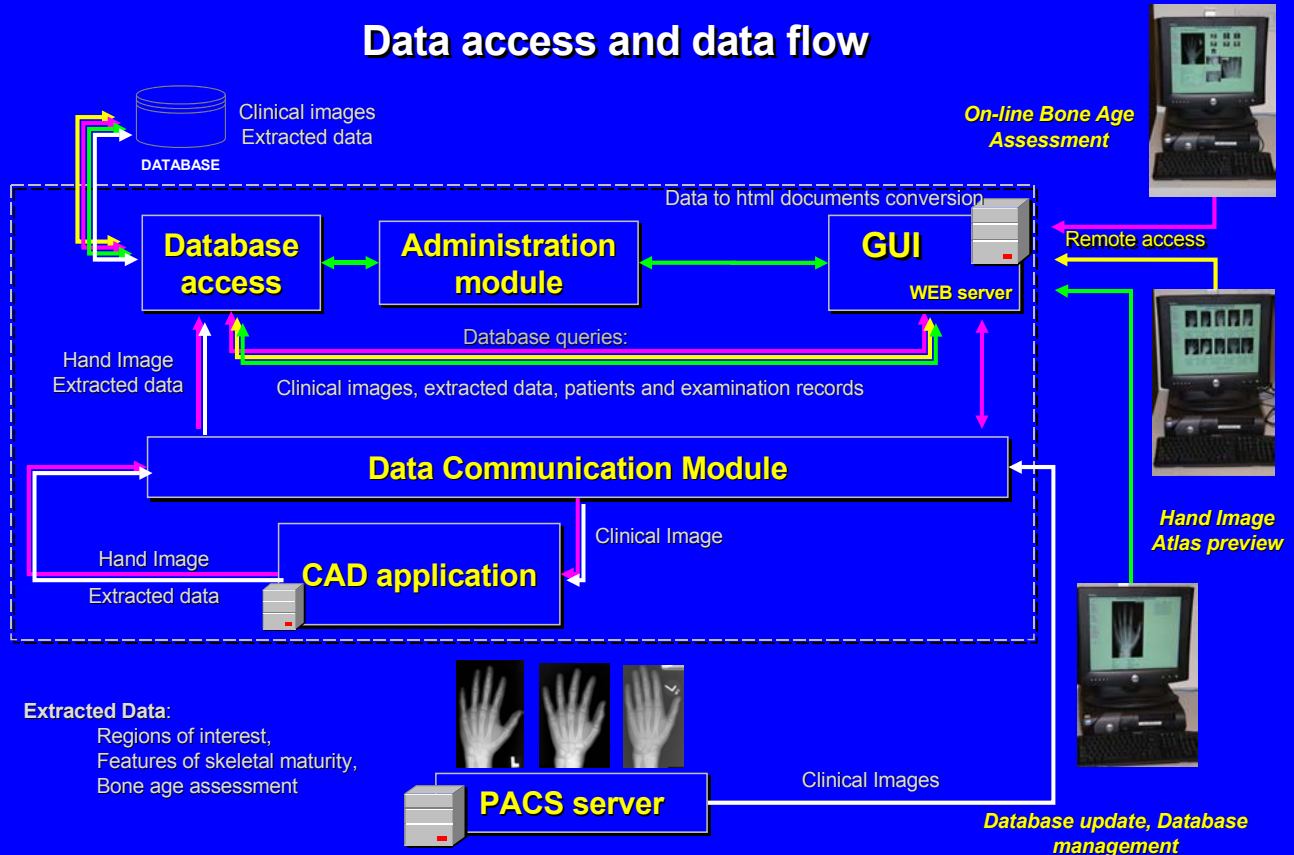 Data access and data flow
Clinical images
Extracted data
DATABASE
On-line Bone Age
Assessment
Data to html documents conversion
Database
access
Administration
module
GUI
WEB server
Remote access
Database queries:
Hand Image
Extracted data
Clinical images, extracted data, patients and examination records
Data Communication Module
Hand Image
Atlas preview
Clinical Image
Hand Image
Extracted data
CAD application
Extracted Data:
Regions of interest,
Features of skeletal maturity,
Bone age assessment
PACS server
Clinical Images
Database update, Database
management